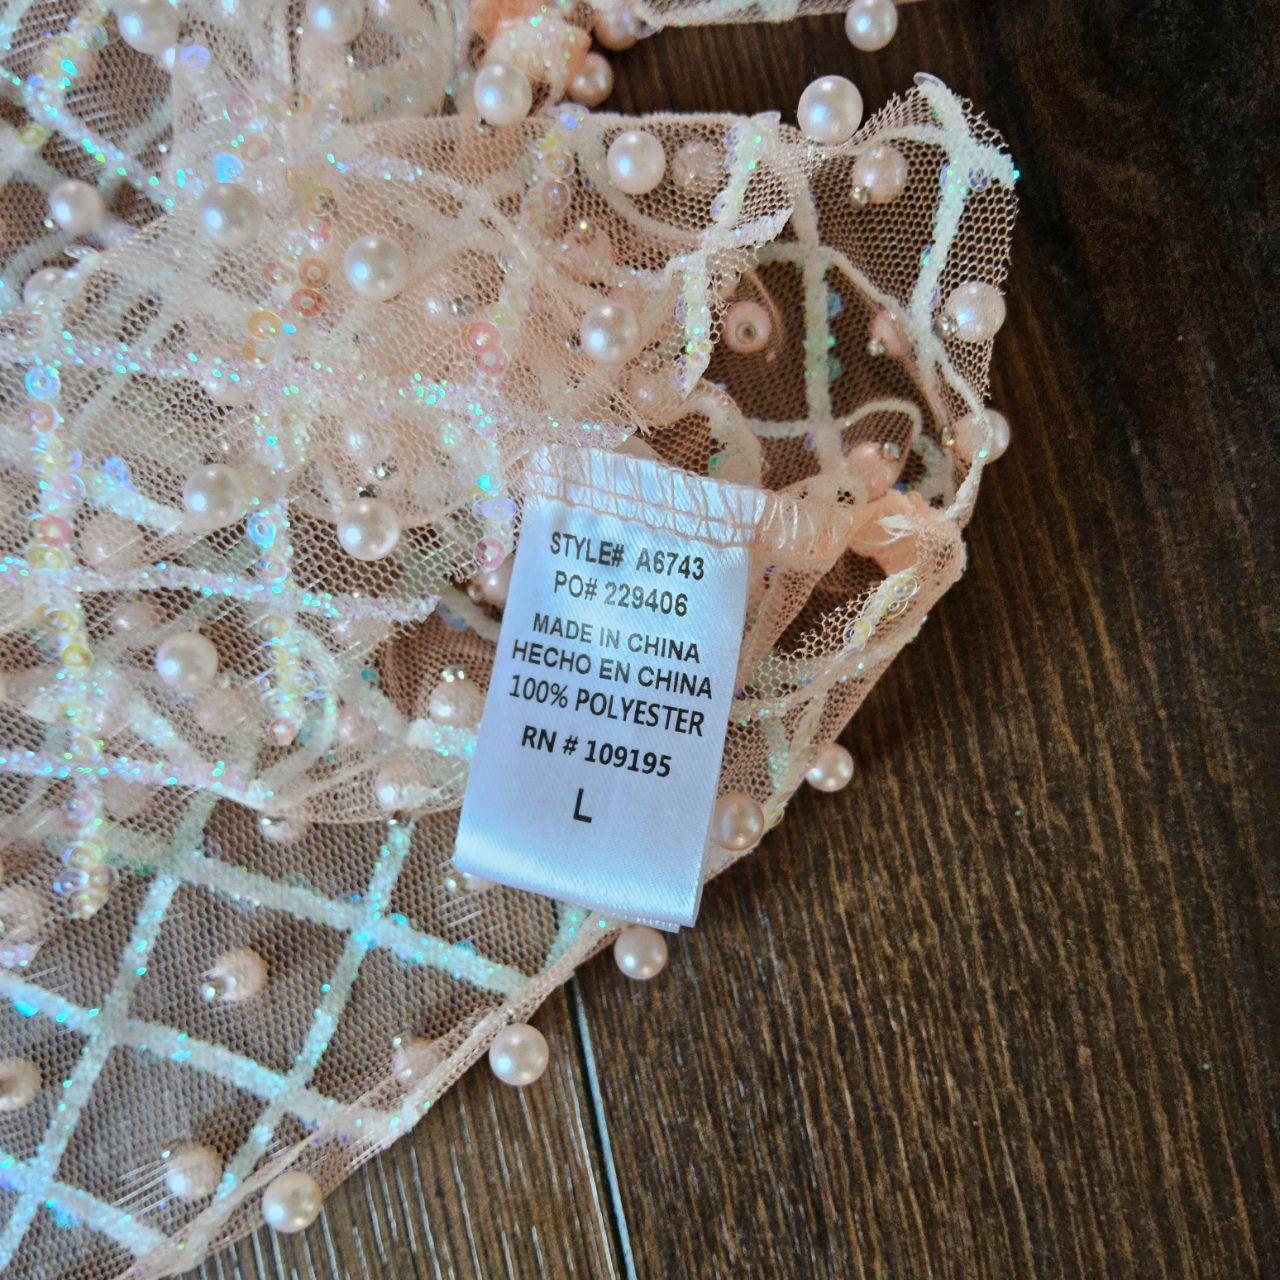 STYLE# A6743
PO# 229406
MADE IN CHINA
HECHO EN CHINA
100% POLYESTER
RN # 109195
L